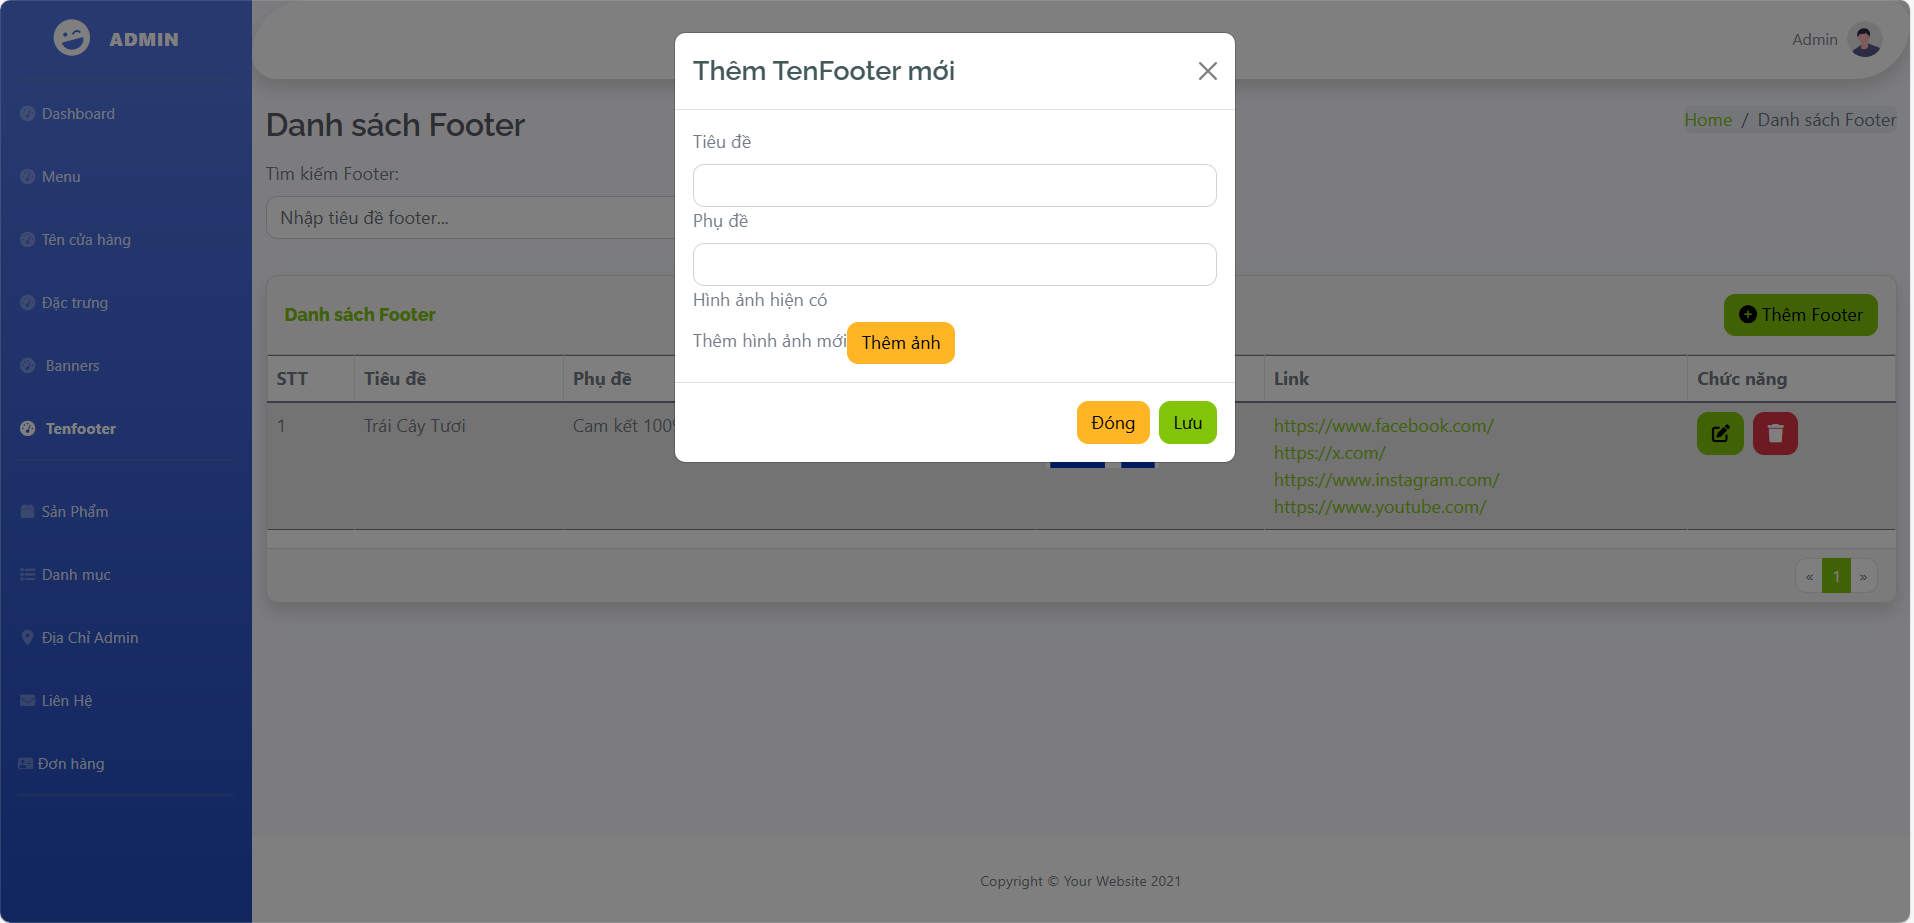 ADMIN
Dashboard
Menu
Tên cửa hàng
Đặc trưng
Banners
Tenfooter
Sản Phẩm
Danh mục
Địa Chỉ Admin
Liên Hệ
Đơn hàng
Admin
Danh sách Footer
Home / Danh sách Footer
Tìm kiếm Footer:
Nhập tiêu đề footer...
Danh sách Footer
Thêm Footer
STT Tiêu đề Phụ đề Link Chức năng
1 Trái Cây Tươi Cam kết 100% https://www.facebook.com/
https://x.com/
https://www.instagram.com/
https://www.youtube.com/
« 1 »
Thêm TenFooter mới
Tiêu đề
Phụ đề
Hình ảnh hiện có
Thêm hình ảnh mới Thêm ảnh
Đóng Lưu
Copyright © Your Website 2021